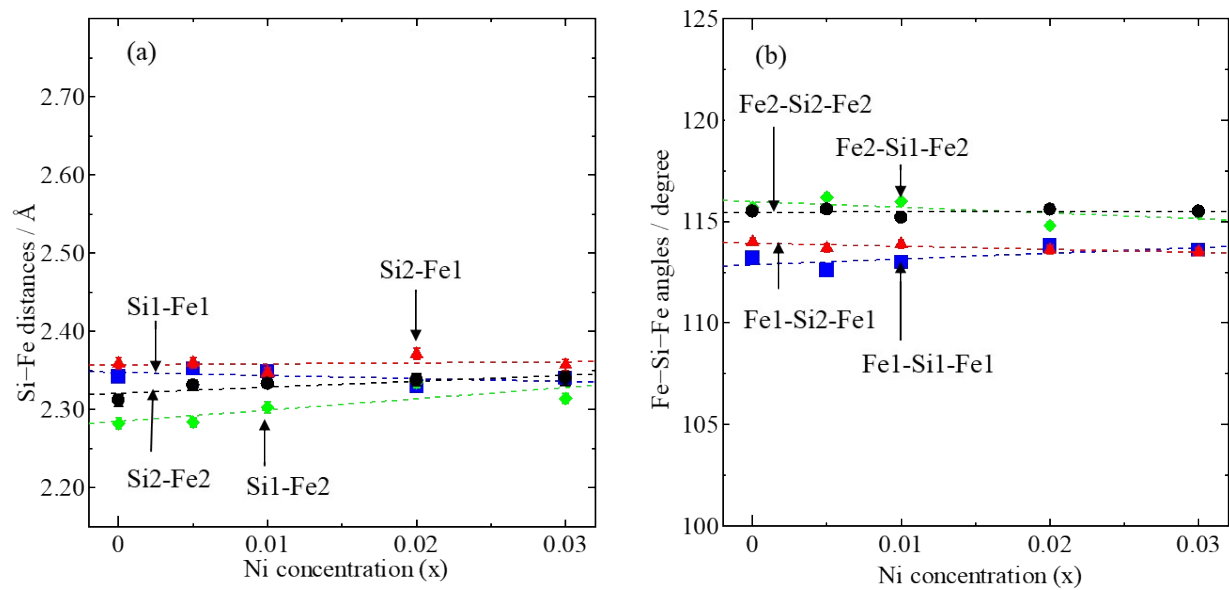 (a)
Si–Fe distances / Å
2.70
2.60
2.50
2.40
2.30
2.20
Si1-Fe1
Si2-Fe1
Si2-Fe2
Si1-Fe2
0
0.01
0.02
0.03
Ni concentration (x)
(b)
Fe–Si–Fe angles / degree
125
120
115
110
105
100
Fe2-Si2-Fe2
Fe2-Si1-Fe2
Fe1-Si2-Fe1
Fe1-Si1-Fe1
0
0.01
0.02
0.03
Ni concentration (x)